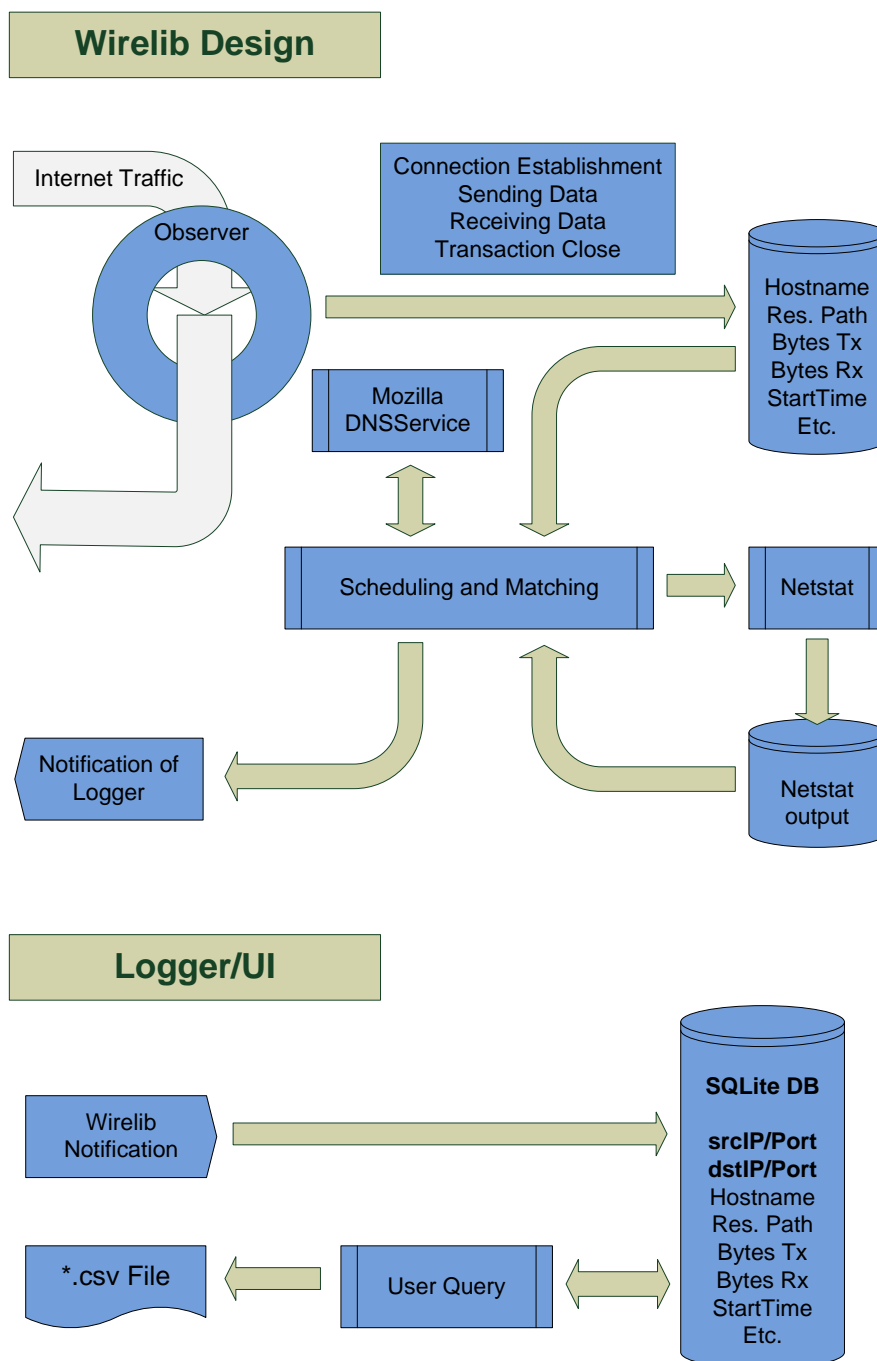 Wirelib Design
Internet Traffic
Observer
Connection Establishment
Sending Data
Receiving Data
Transaction Close
Hostname
Res. Path
Bytes Tx
Bytes Rx
StartTime
Etc.
Mozilla
DNSService
Scheduling and Matching
Netstat
Notification of
Logger
Netstat
output
Logger/UI
Wirelib
Notification
SQLite DB
srcIP/Port
dstIP/Port
Hostname
Res. Path
Bytes Tx
Bytes Rx
StartTime
Etc.
*.csv File
User Query